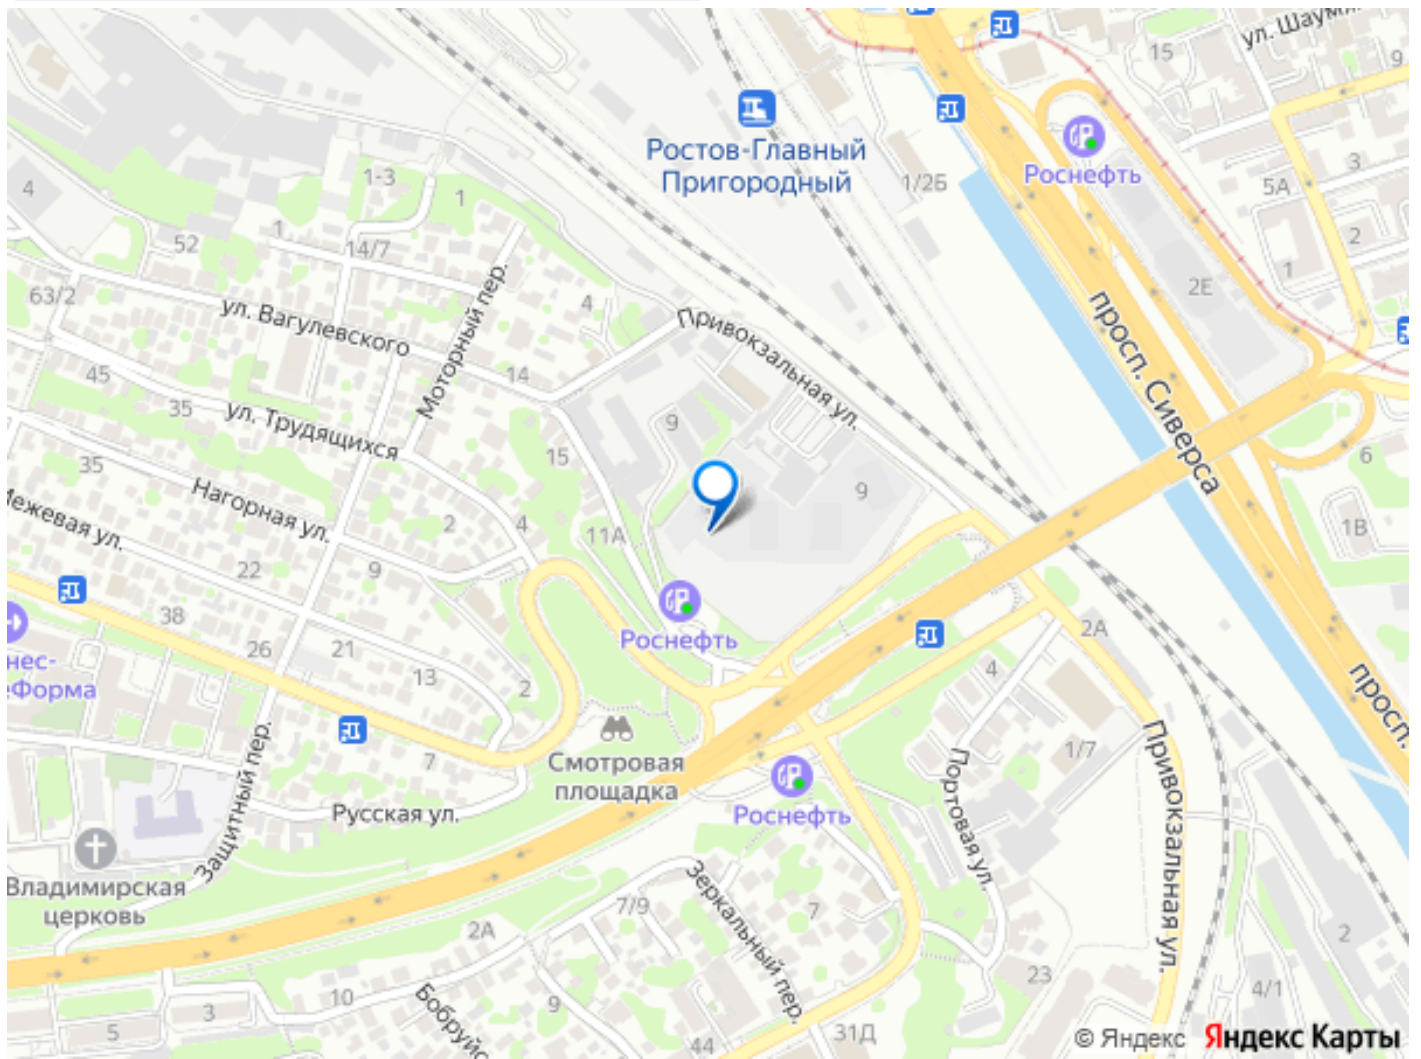 ул. Шаумя
15
9
Ростов-Главный
Пригородный
1/2Б
Роснефть
3
5А
2
1
2Е
4
1-3
1
52
1
14/7
63/2
ул. Вагулевского
Моторный пер.
4
Привокзальная ул.
просп. Сиверса
45
35
ул. Трудящихся
14
15
9
9
6
1В
35
Нагорная ул.
Межевая ул.
2
4
11А
22
9
38
26
21
13
2
Роснефть
2А
4
нес-
еФорма
7
Смотровая
площадка
Русская ул.
Защитный пер.
Роснефть
Портовая ул.
1/7
Привокзальная ул.
просп.
Владимирская
церковь
2А
7/9
Зеркальный пер.
7
10
Бобруйс
9
5
3
44
31Д
23
2
4/1
© Яндекс Яндекс Карты